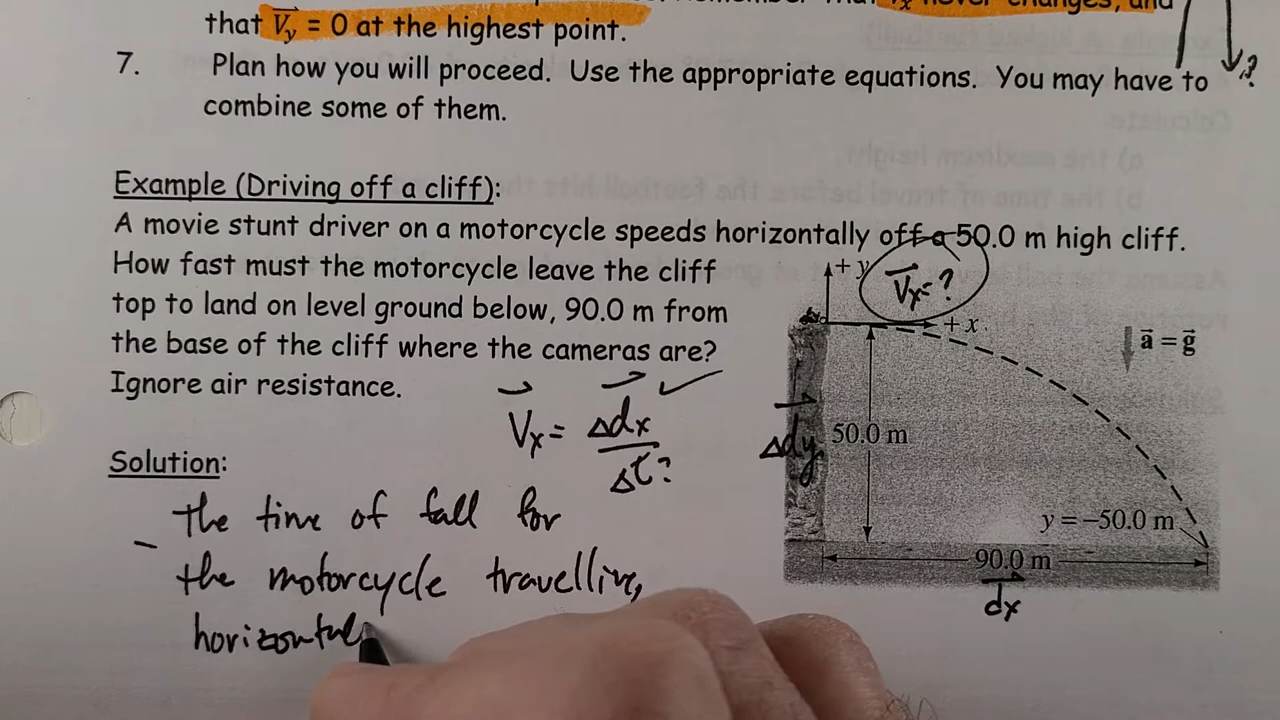 that V⃗y = 0 at the highest point.
never changes, and
7. Plan how you will proceed. Use the appropriate equations. You may have to
combine some of them.
?
Example (Driving off a cliff):
A movie stunt driver on a motorcycle speeds horizontally off a 50.0 m high cliff.
How fast must the motorcycle leave the cliff
top to land on level ground below, 90.0 m from
the base of the cliff where the cameras are?
Ignore air resistance.
+y
V⃗x = ?
+x
a⃗ = g⃗
V⃗x = Δd⃗x ✓
Δt?
Δd⃗y
50.0 m
y = −50.0 m
90.0 m
d⃗x
Solution:
- the time of fall for
the motorcycle travelling
horizontal